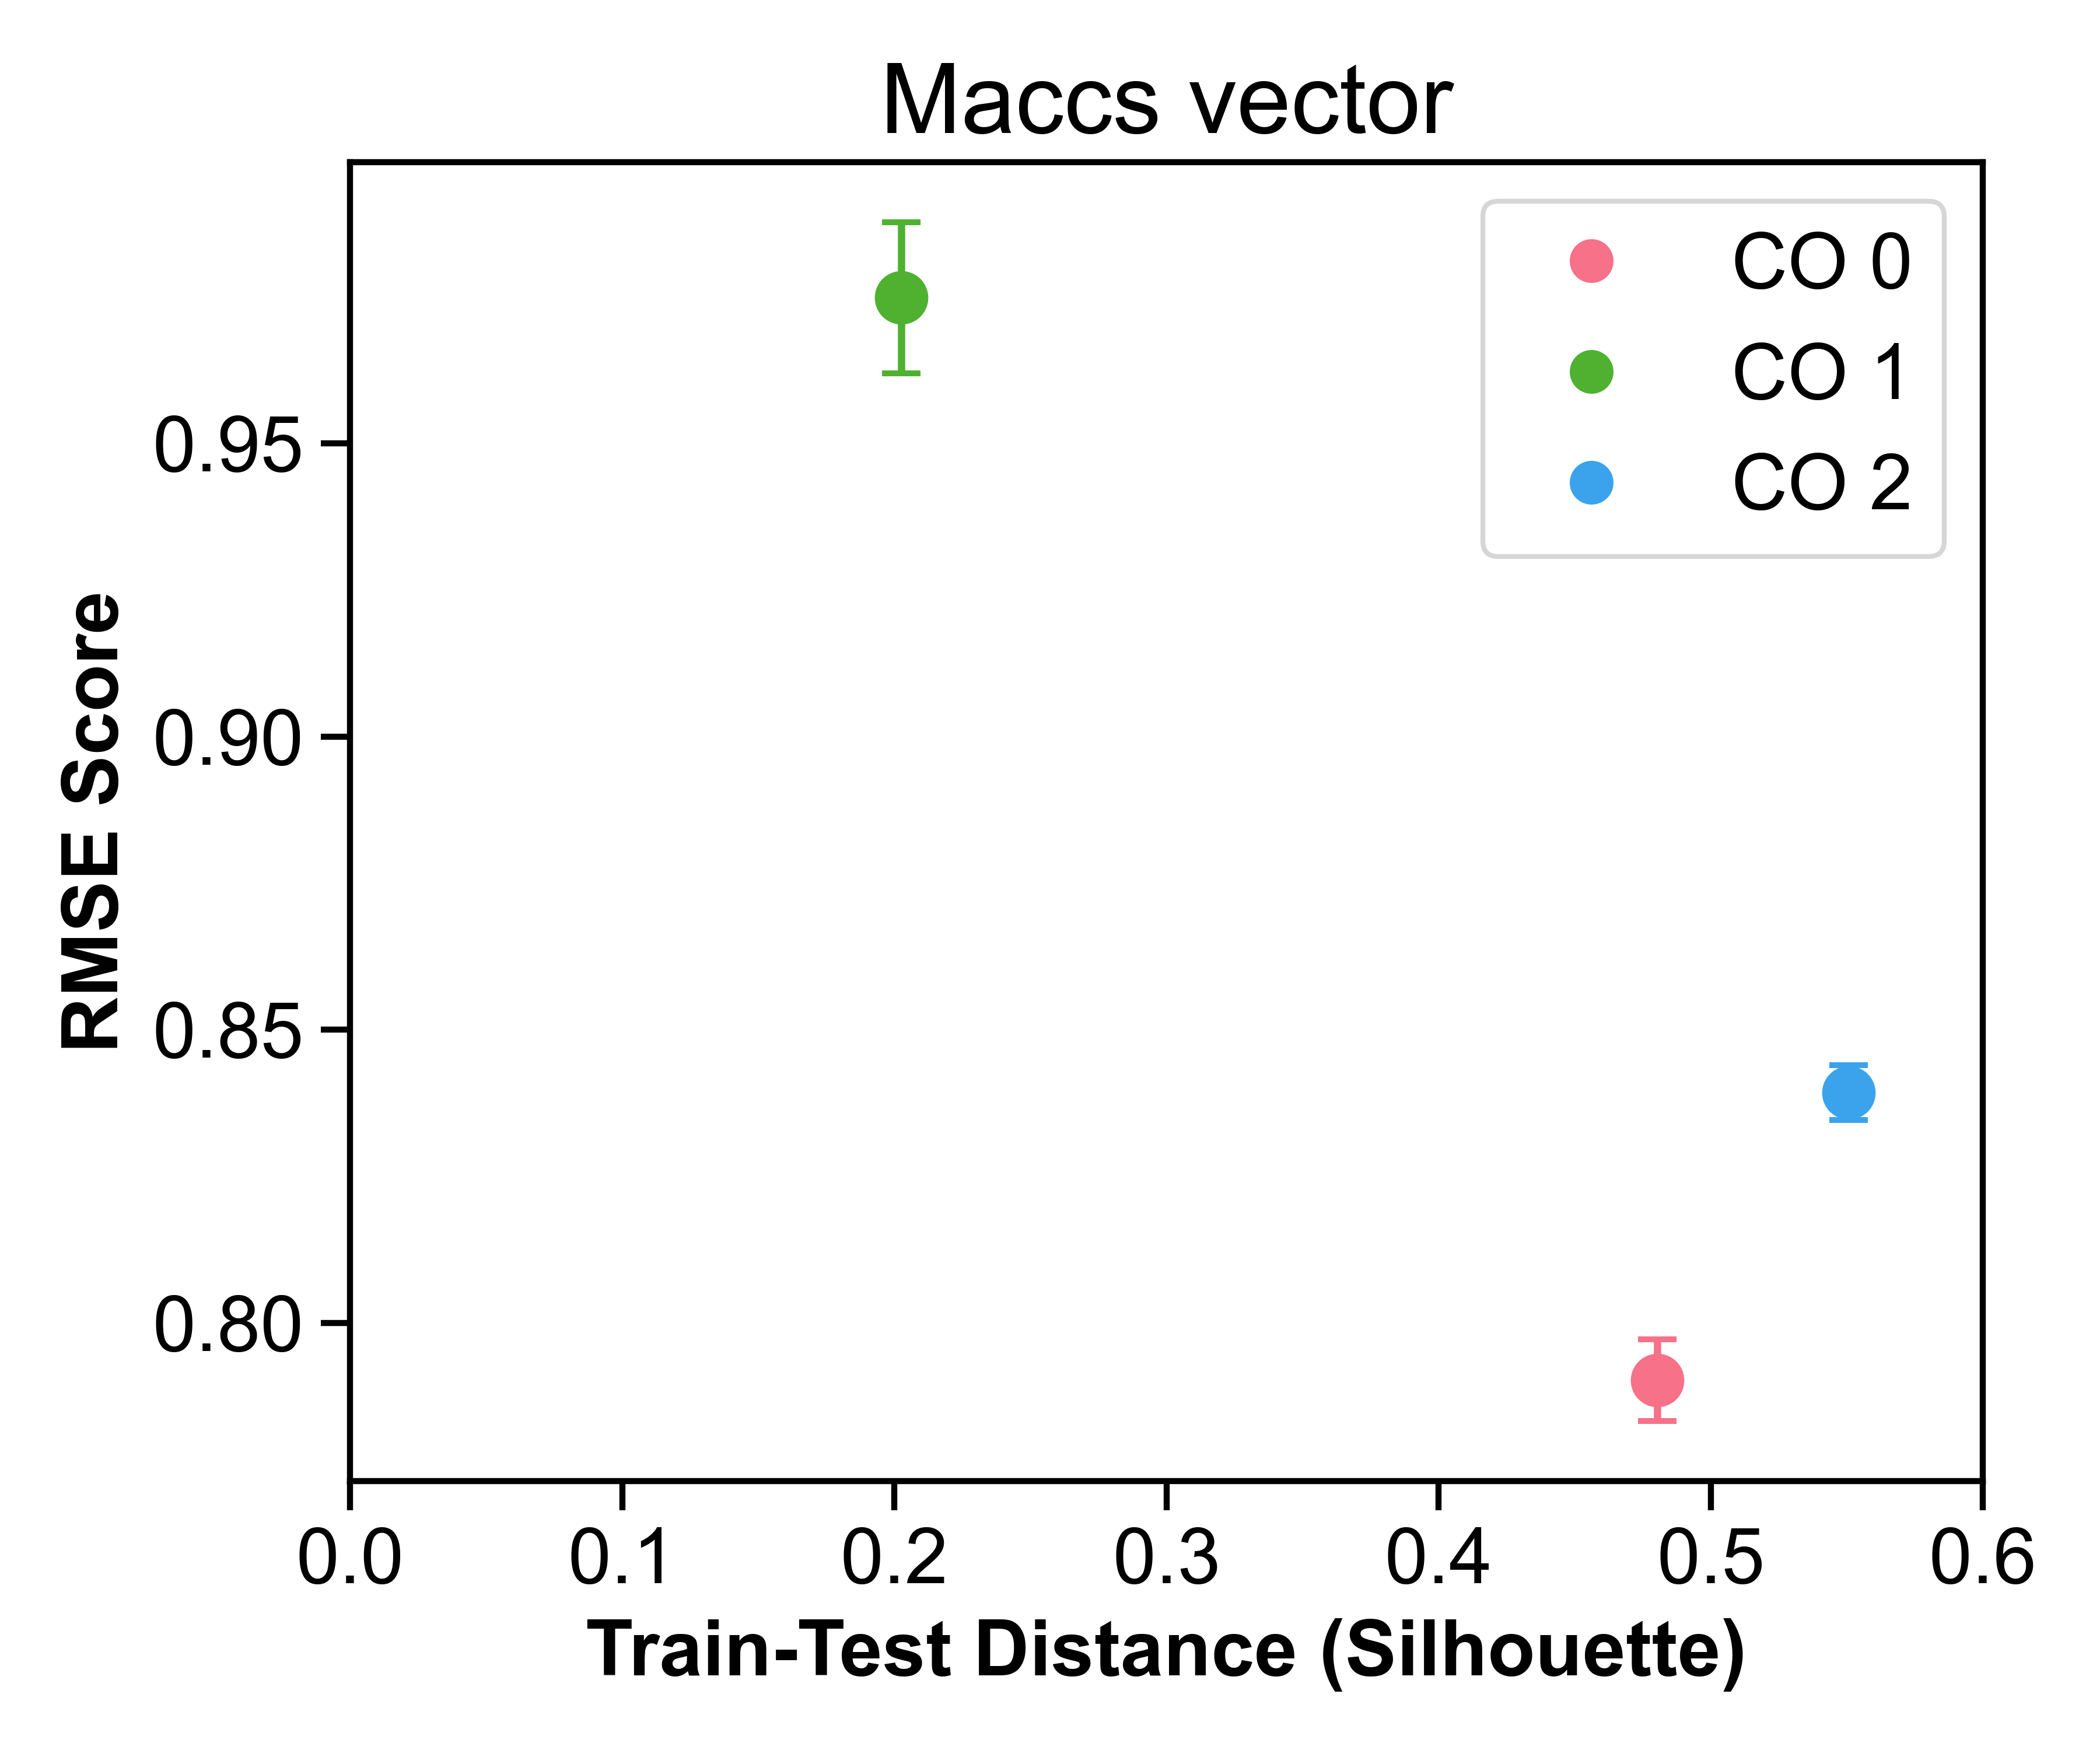 Maccs vector
CO 0
CO 1
CO 2
RMSE Score
0.95
0.90
0.85
0.80
0.0 0.1 0.2 0.3 0.4 0.5 0.6
Train-Test Distance (Silhouette)